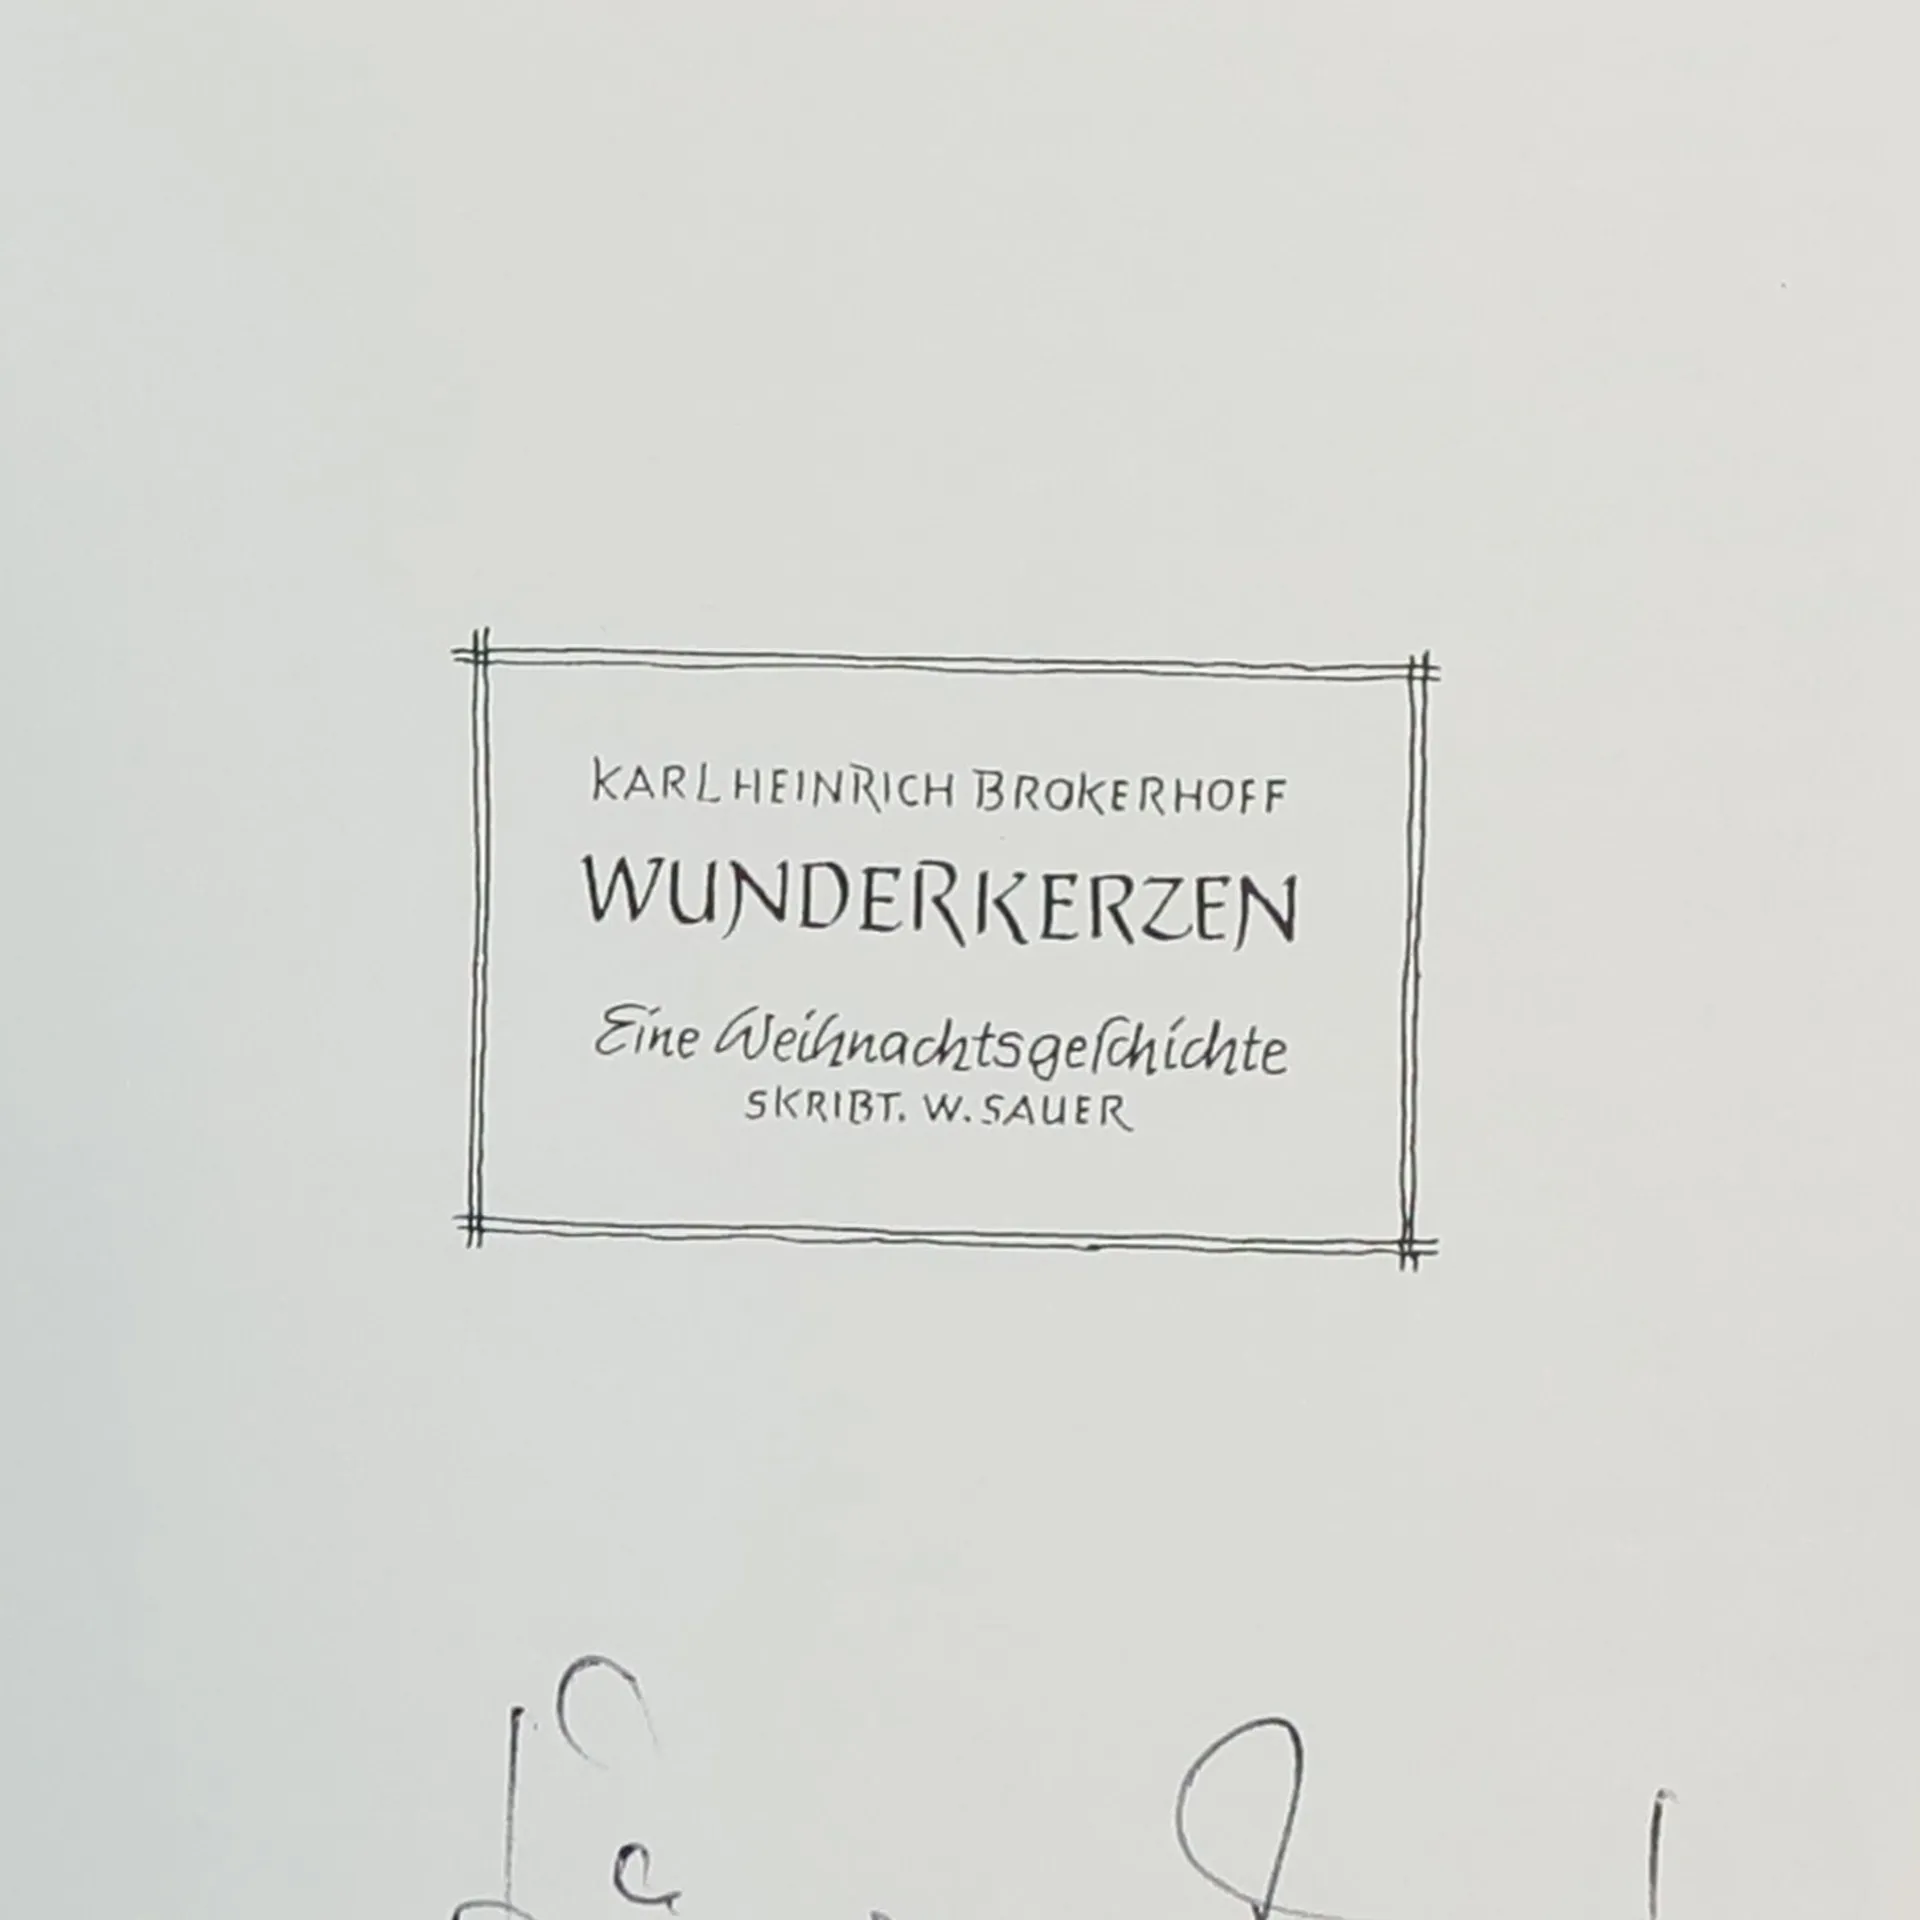 KARL HEINRICH BROKERHOFF
WUNDERKERZEN
Eine Weihnachtsgeſchichte
SKRIBT. W. SAUER